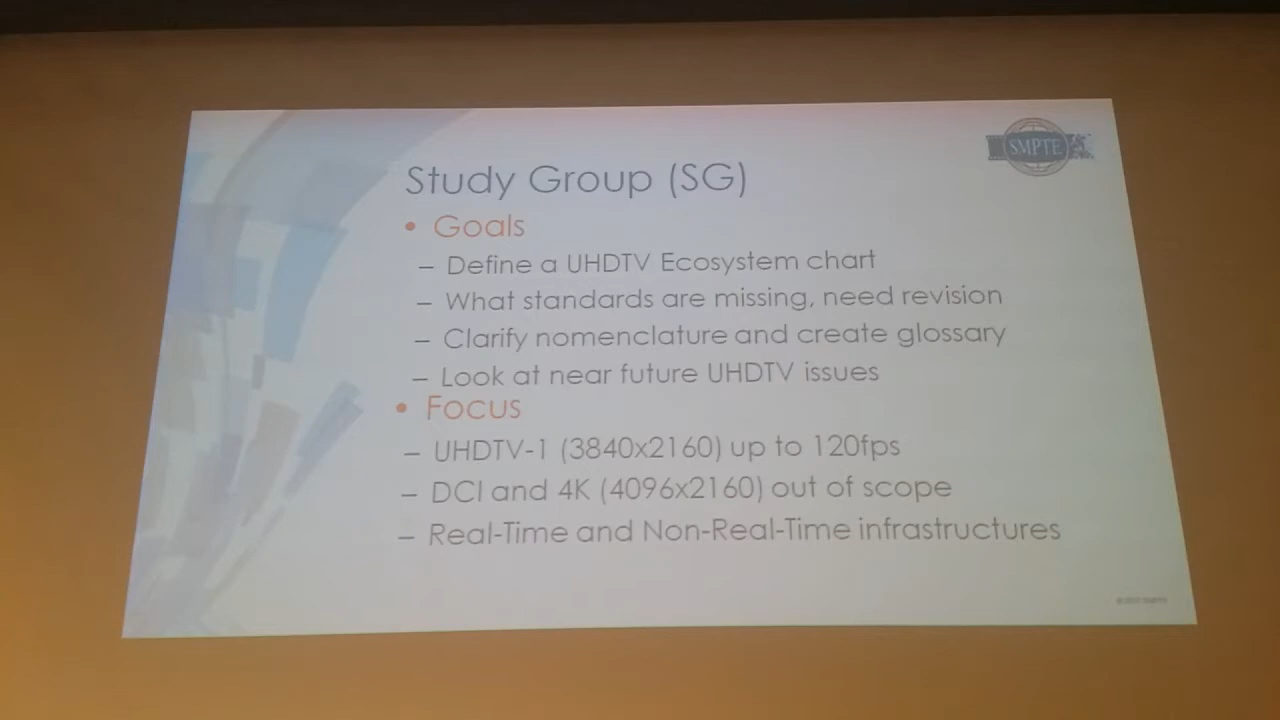 SMPTE
Study Group (SG)
• Goals
– Define a UHDTV Ecosystem chart
– What standards are missing, need revision
– Clarify nomenclature and create glossary
– Look at near future UHDTV issues
• Focus
– UHDTV-1 (3840x2160) up to 120fps
– DCI and 4K (4096x2160) out of scope
– Real-Time and Non-Real-Time infrastructures